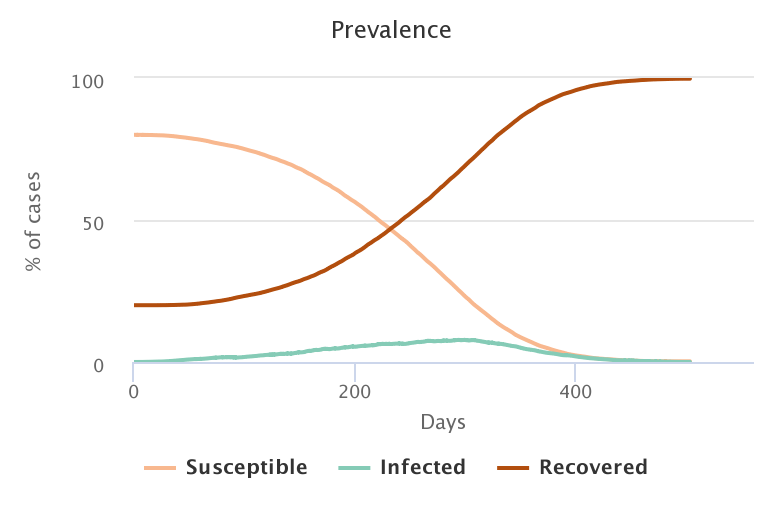 Prevalence
100
50
0
% of cases
0 200 400
Days
Susceptible Infected Recovered